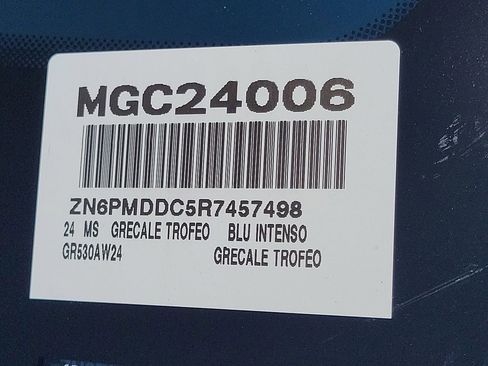 MGC24006
ZN6PMDDC5R7457498
24 MS GRECALE TROFEO BLU INTENSO
GR530AW24 GRECALE TROFEO